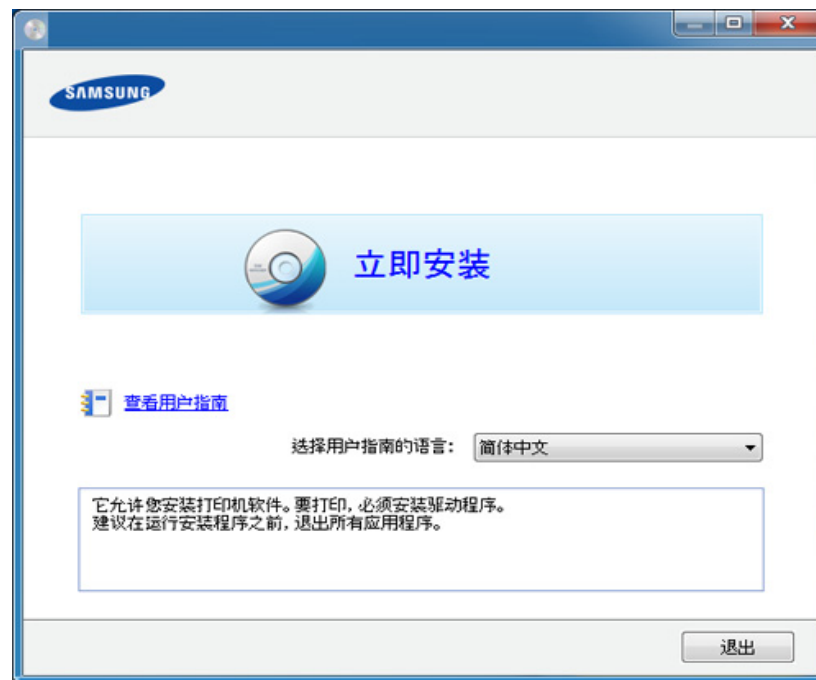 SAMSUNG
立即安装
查看用户指南
选择用户指南的语言: 简体中文
它允许您安装打印机软件。要打印, 必须安装驱动程序。
建议在运行安装程序之前, 退出所有应用程序。
退出